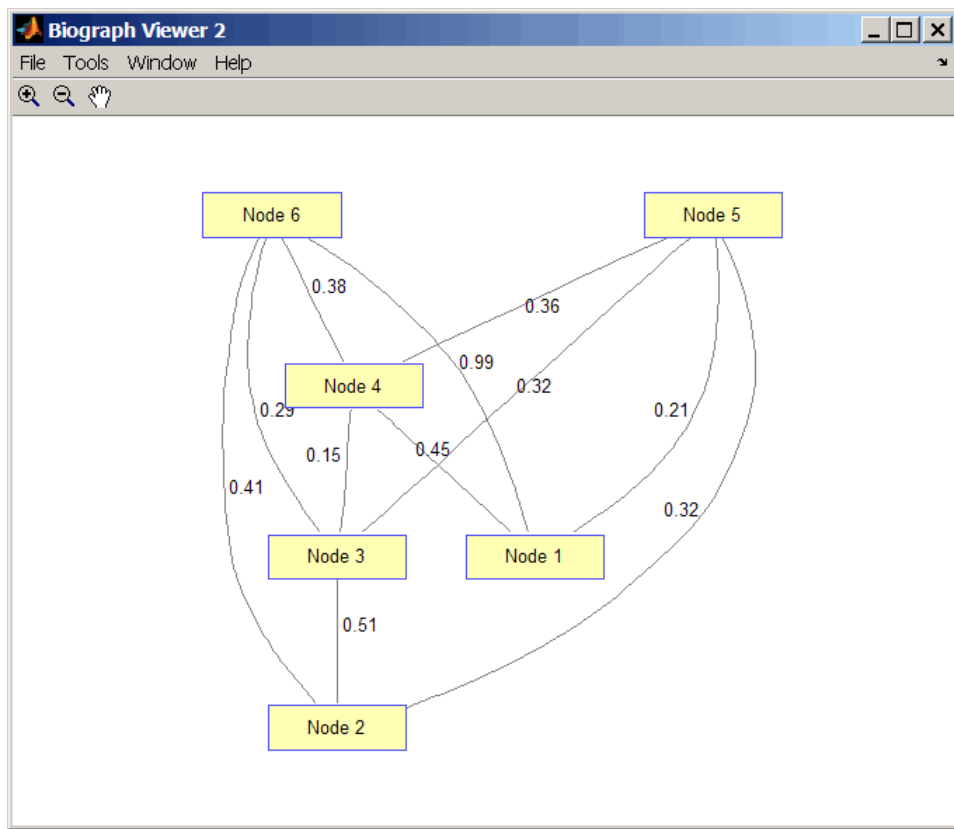 Biograph Viewer 2
File Tools Window Help
Node 6
Node 5
0.38
0.36
0.99
Node 4
0.32
0.29
0.21
0.15
0.45
0.41
0.32
Node 3
Node 1
0.51
Node 2